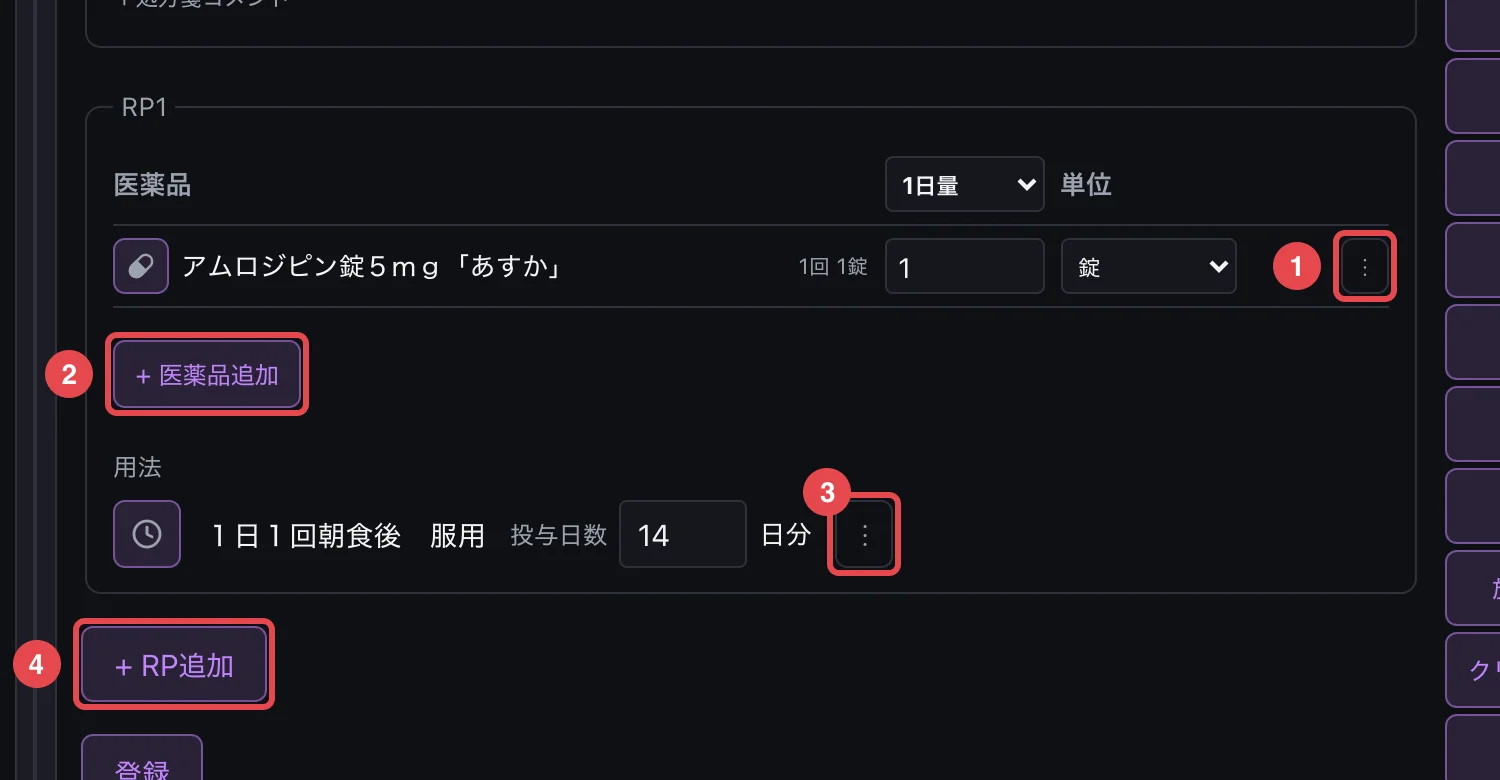 RP1
医薬品 1日量 単位
アムロジピン錠５ｍｇ「あすか」 1回 1錠 1 錠 1 ⋮
2 + 医薬品追加
用法
3
１日１回朝食後　服用 投与日数 14 日分 ⋮
4 + RP追加
登録